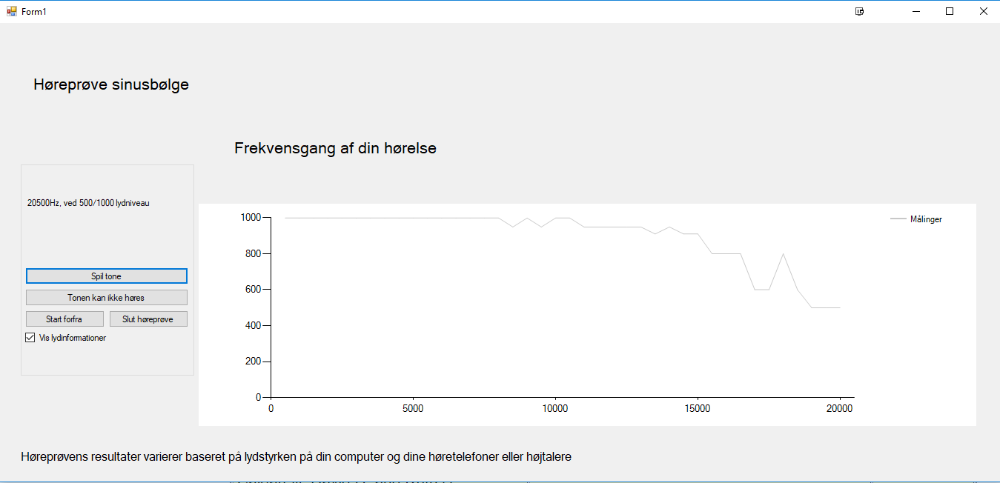 Form1
Høreprøve sinusbølge
Frekvensgang af din hørelse
20500Hz, ved 500/1000 lydniveau
Spil tone
Tonen kan ikke høres
Start forfra
Slut høreprøve
Vis lydinformationer
1000
800
600
400
200
0
0
5000
10000
15000
20000
Målinger
Høreprøvens resultater varierer baseret på lydstyrken på din computer og dine høretelefoner eller højtalere